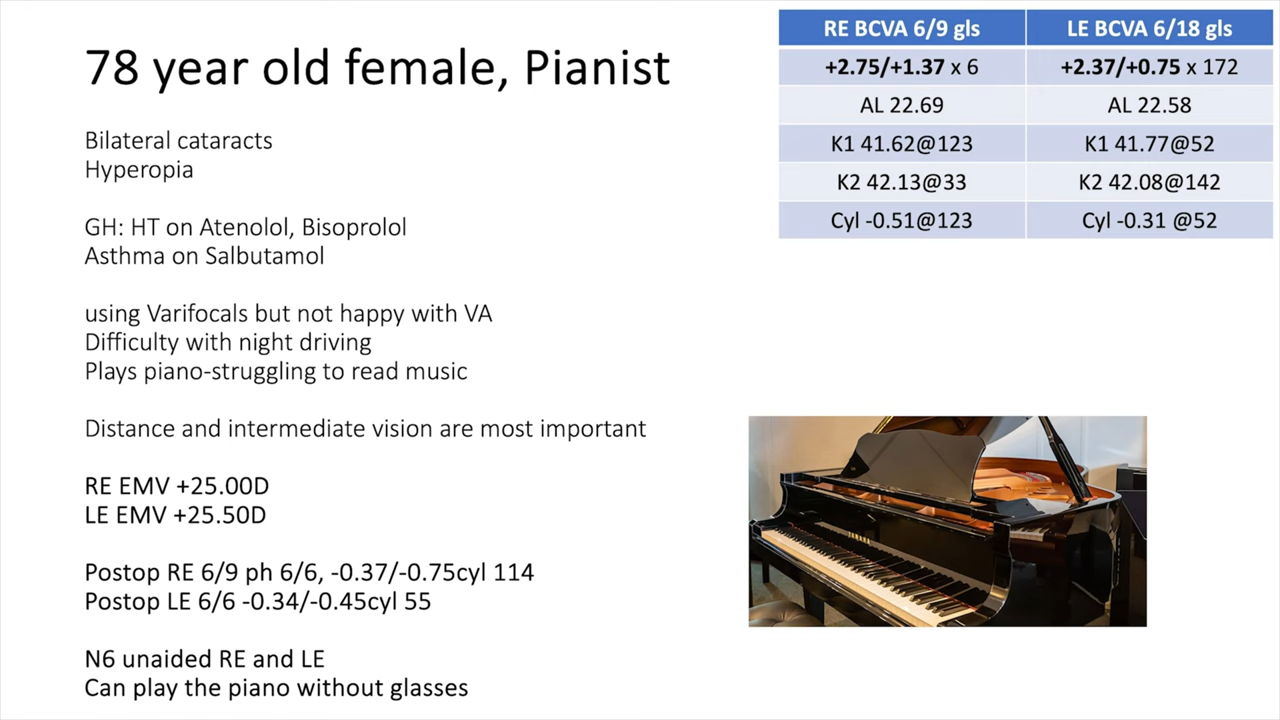 78 year old female, Pianist
Bilateral cataracts
Hyperopia
GH: HT on Atenolol, Bisoprolol
Asthma on Salbutamol
using Varifocals but not happy with VA
Difficulty with night driving
Plays piano-struggling to read music
Distance and intermediate vision are most important
RE EMV +25.00D
LE EMV +25.50D
Postop RE 6/9 ph 6/6, -0.37/-0.75cyl 114
Postop LE 6/6 -0.34/-0.45cyl 55
N6 unaided RE and LE
Can play the piano without glasses
RE BCVA 6/9 gls LE BCVA 6/18 gls
+2.75/+1.37 x 6 +2.37/+0.75 x 172
AL 22.69 AL 22.58
K1 41.62@123 K1 41.77@52
K2 42.13@33 K2 42.08@142
Cyl -0.51@123 Cyl -0.31 @52
YAMAHA